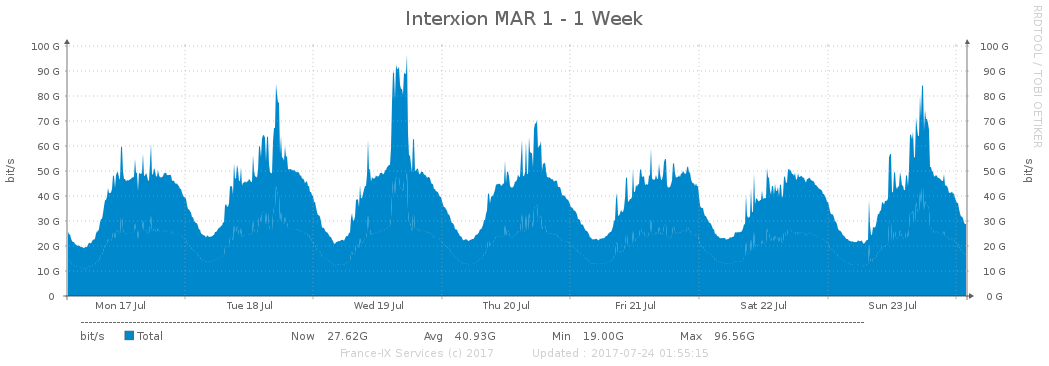 Interxion MAR 1 - 1 Week
RRDTOOL / TOBI OETIKER
bit/s
100 G 100 G
90 G 90 G
80 G 80 G
70 G 70 G
60 G 60 G
50 G 50 G
40 G 40 G
30 G 30 G
20 G 20 G
10 G 10 G
0 0 G
bit/s
Mon 17 Jul Tue 18 Jul Wed 19 Jul Thu 20 Jul Fri 21 Jul Sat 22 Jul Sun 23 Jul
bit/s Total Now 27.62G Avg 40.93G Min 19.00G Max 96.56G
France-IX Services (c) 2017 Updated : 2017-07-24 01:55:15